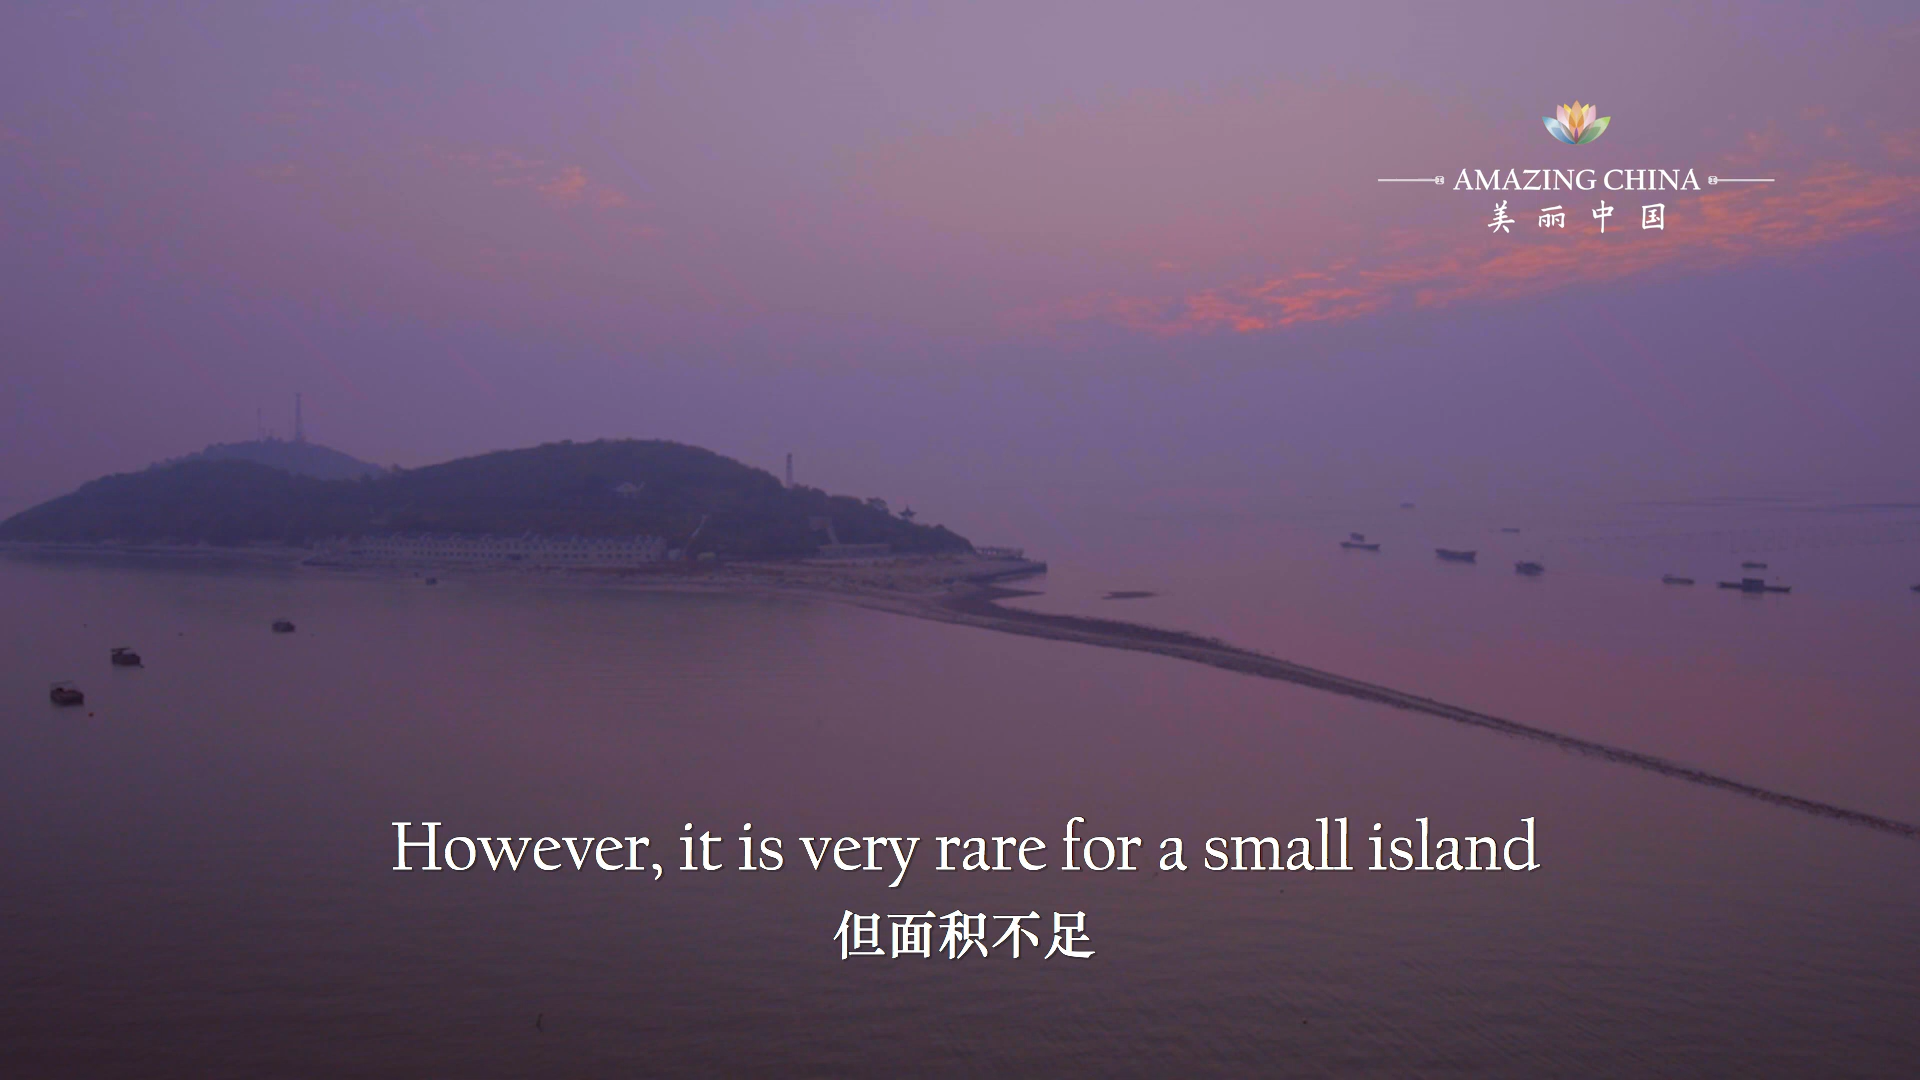 AMAZING CHINA
美丽中国
However, it is very rare for a small island
但面积不足